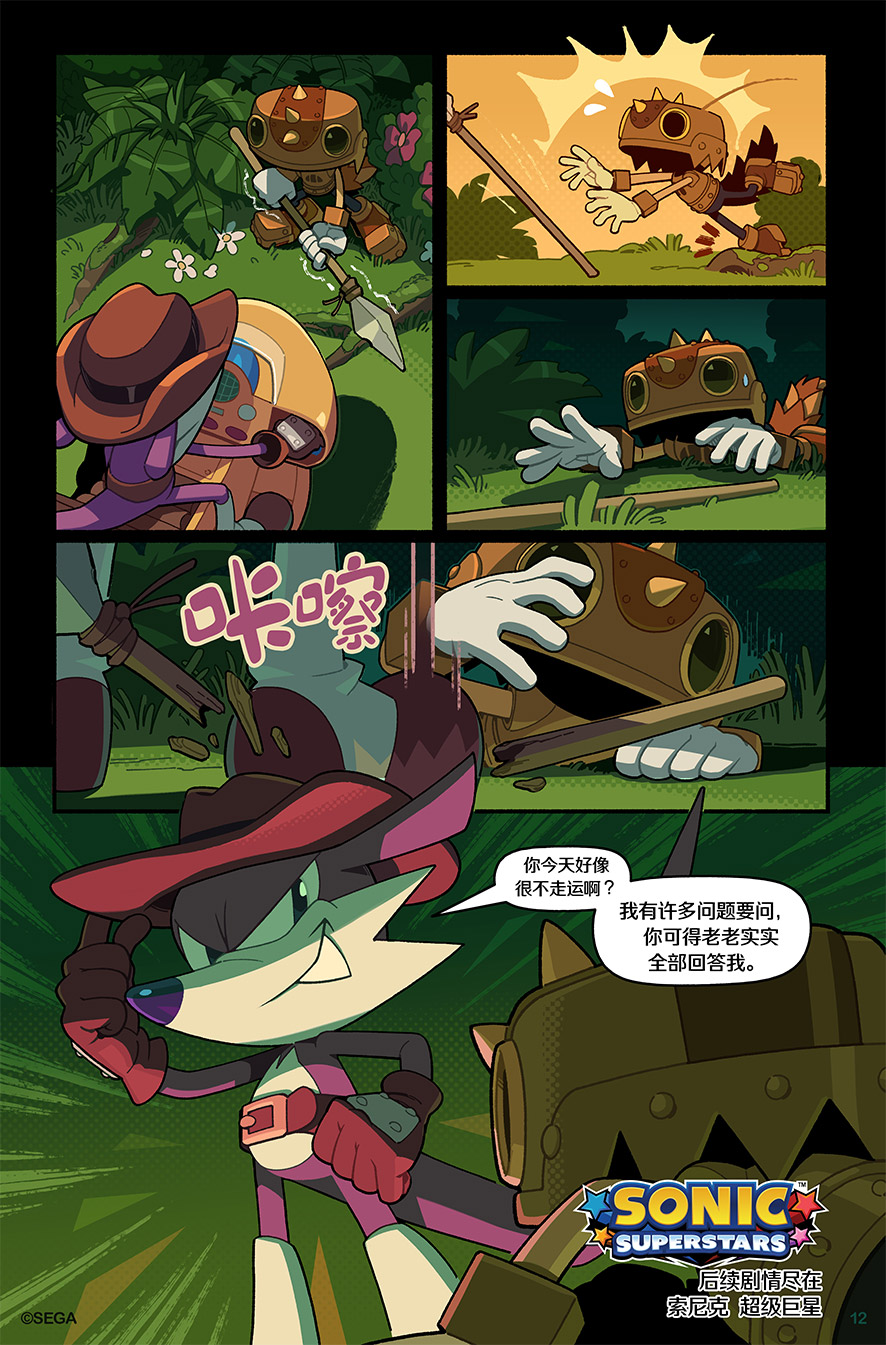 咔嚓
你今天好像
很不走运啊？
我有许多问题要问，
你可得老老实实
全部回答我。
SONIC
SUPERSTARS™
后续剧情尽在
索尼克 超级巨星
©SEGA
12